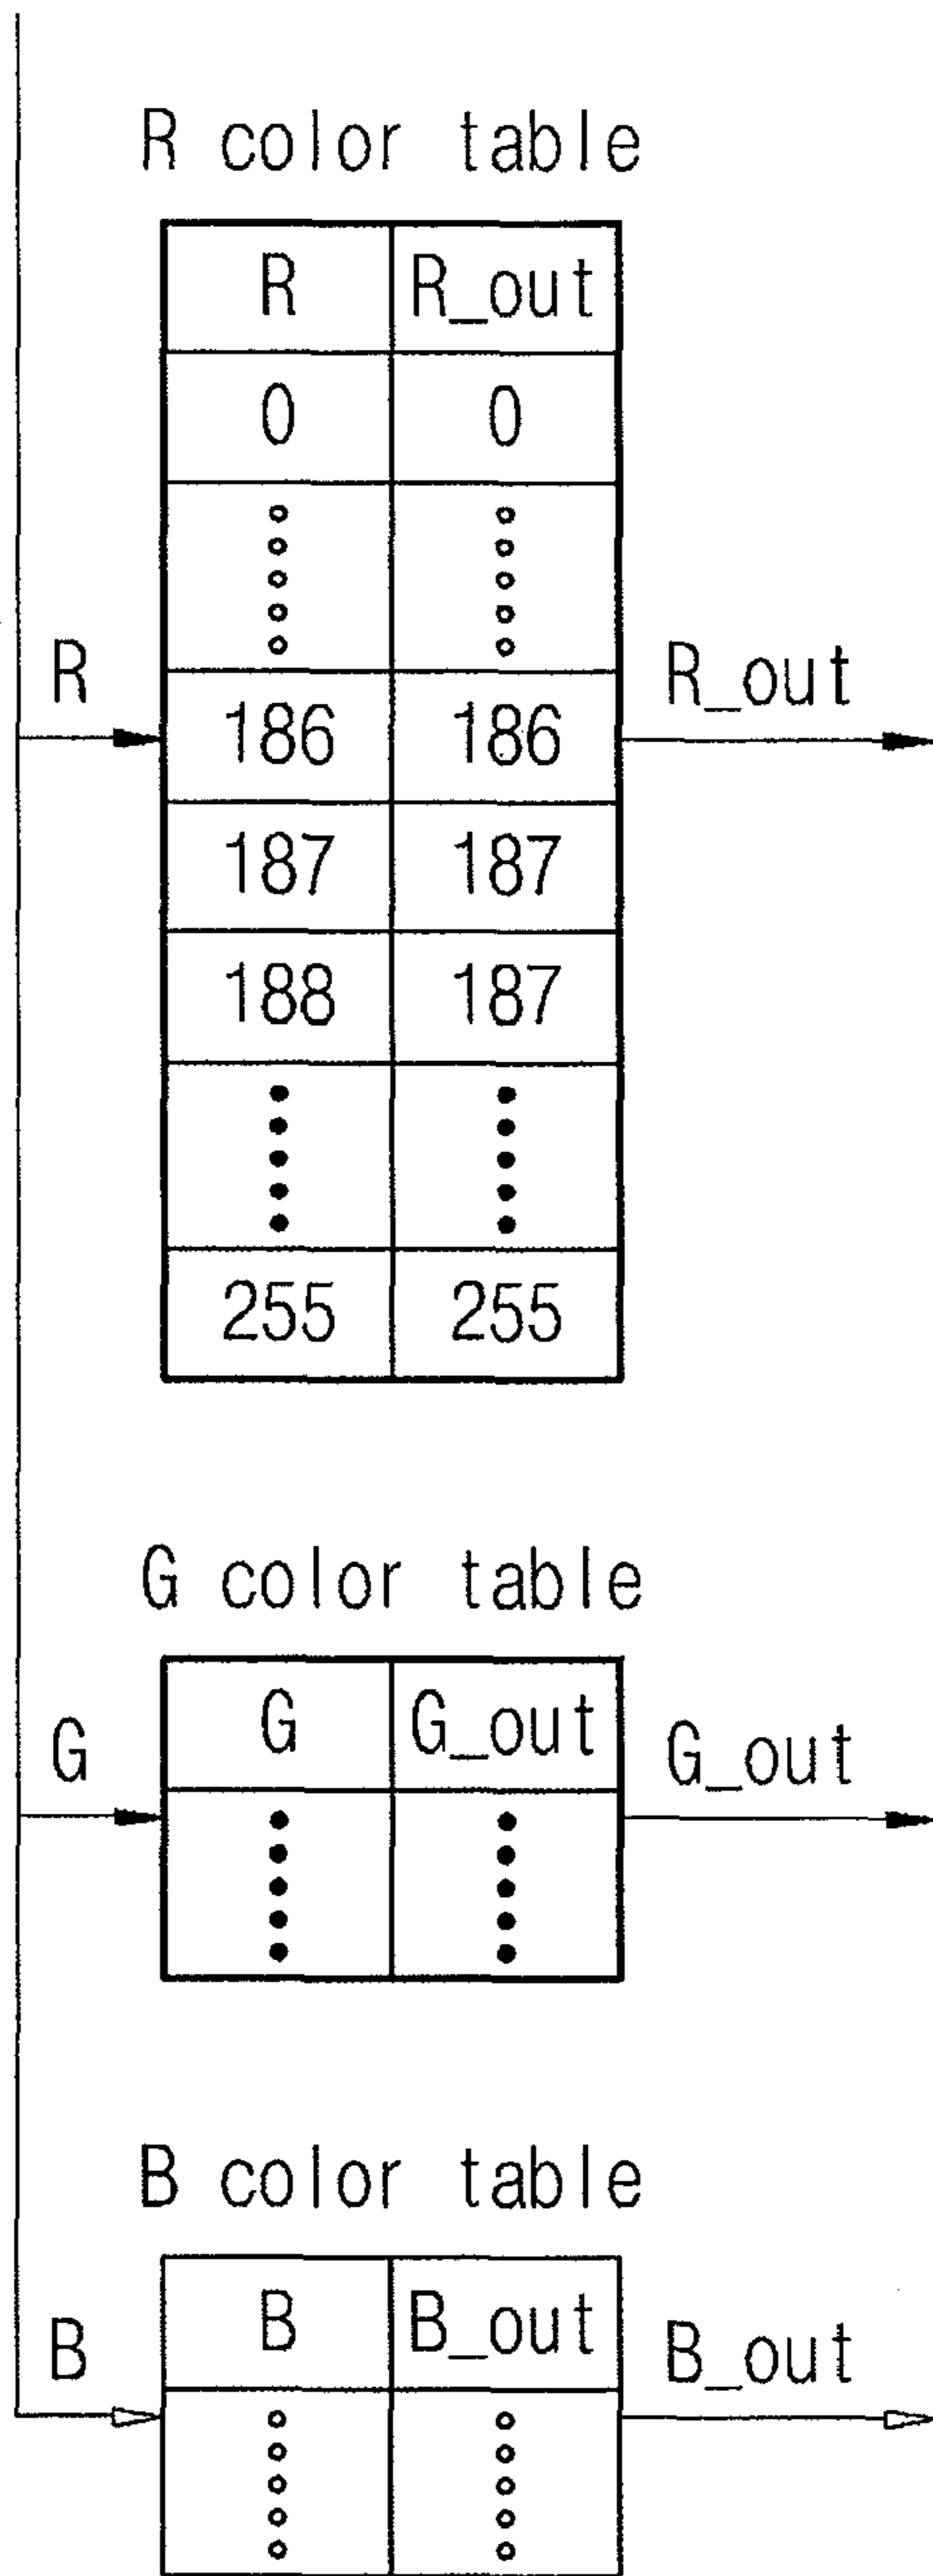 R color table
R R_out
0 0
R
186 186
R_out
187 187
188 187
255 255
G color table
G G_out
G
G_out
B color table
B B_out
B
B_out